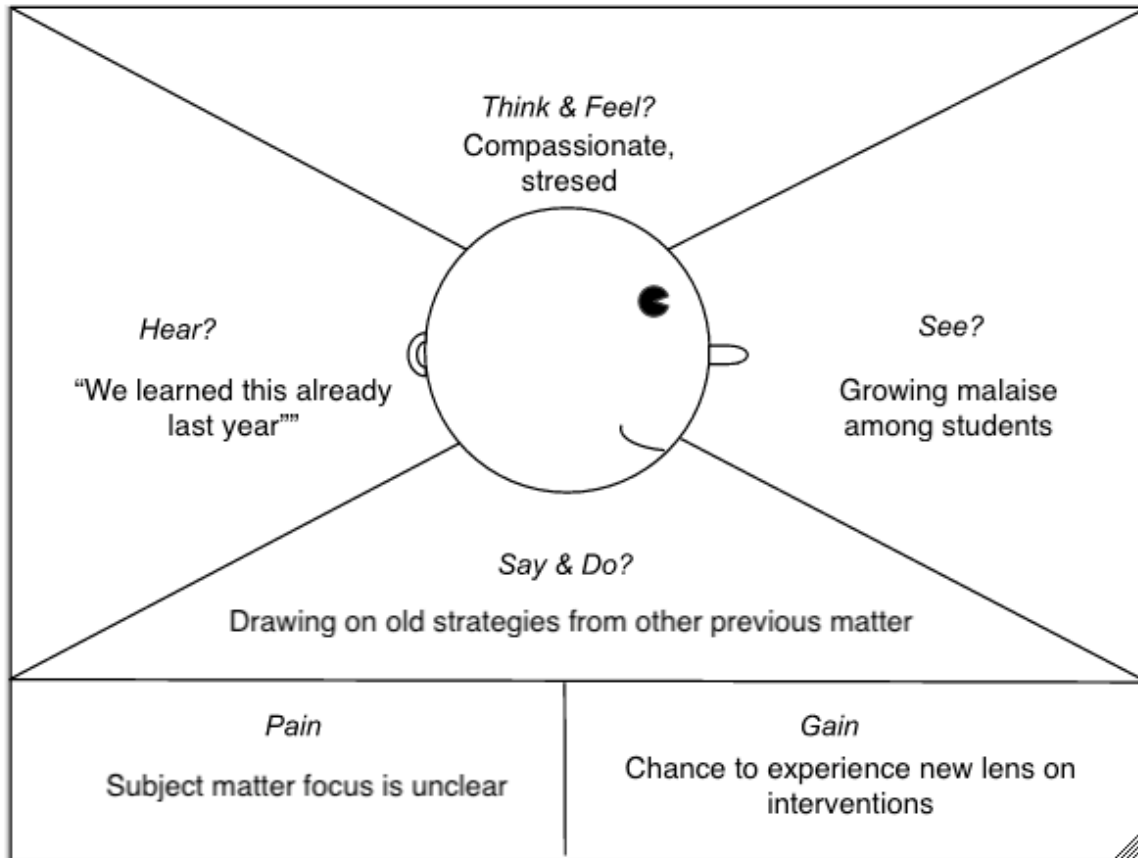 Think & Feel?
Compassionate,
stresed
Hear?
“We learned this already
last year””
See?
Growing malaise
among students
Say & Do?
Drawing on old strategies from other previous matter
Pain
Subject matter focus is unclear
Gain
Chance to experience new lens on
interventions